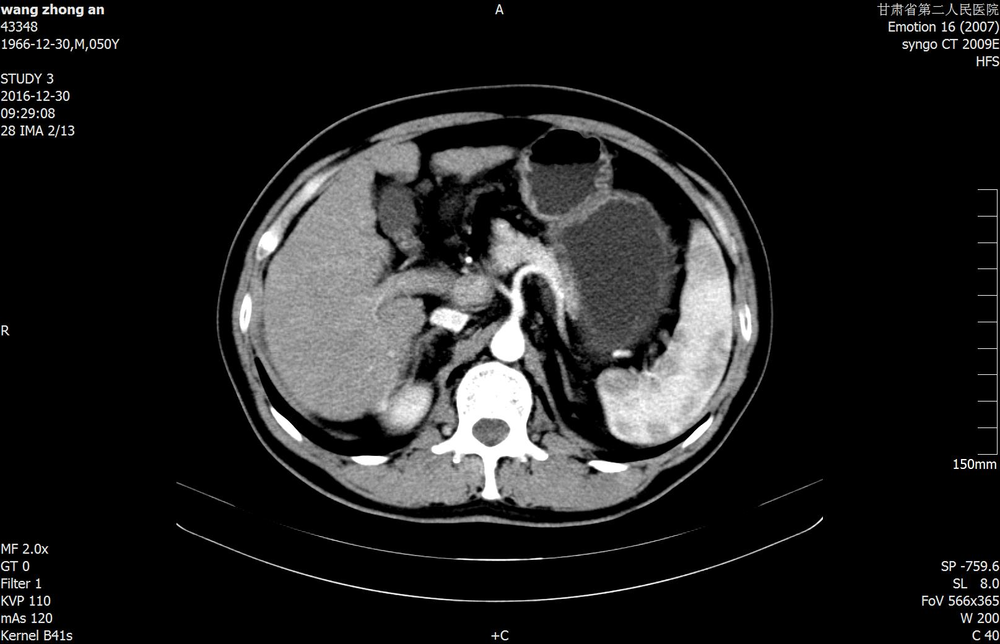 wang zhong an
43348
1966-12-30,M,050Y
STUDY 3
2016-12-30
09:29:08
28 IMA 2/13
A
甘肃省第二人民医院
Emotion 16 (2007)
syngo CT 2009E
HFS
R
150mm
MF 2.0x
GT 0
Filter 1
KVP 110
mAs 120
Kernel B41s
+C
SP -759.6
SL 8.0
FoV 566x365
W 200
C 40